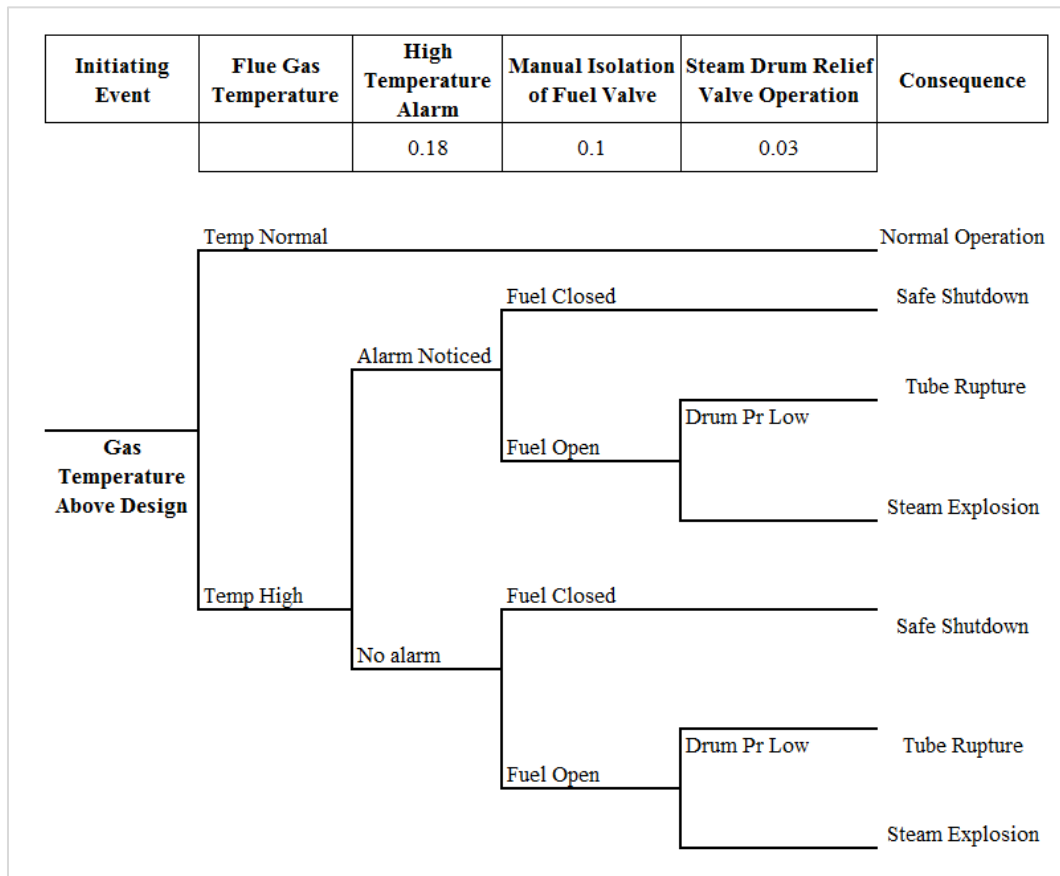 Initiating
Event
Flue Gas
Temperature
High
Temperature
Alarm
Manual Isolation
of Fuel Valve
Steam Drum Relief
Valve Operation
Consequence
0.18
0.1
0.03
Temp Normal
Normal Operation
Fuel Closed
Safe Shutdown
Alarm Noticed
Tube Rupture
Drum Pr Low
Fuel Open
Gas
Temperature
Above Design
Steam Explosion
Temp High
Fuel Closed
Safe Shutdown
No alarm
Drum Pr Low
Tube Rupture
Fuel Open
Steam Explosion